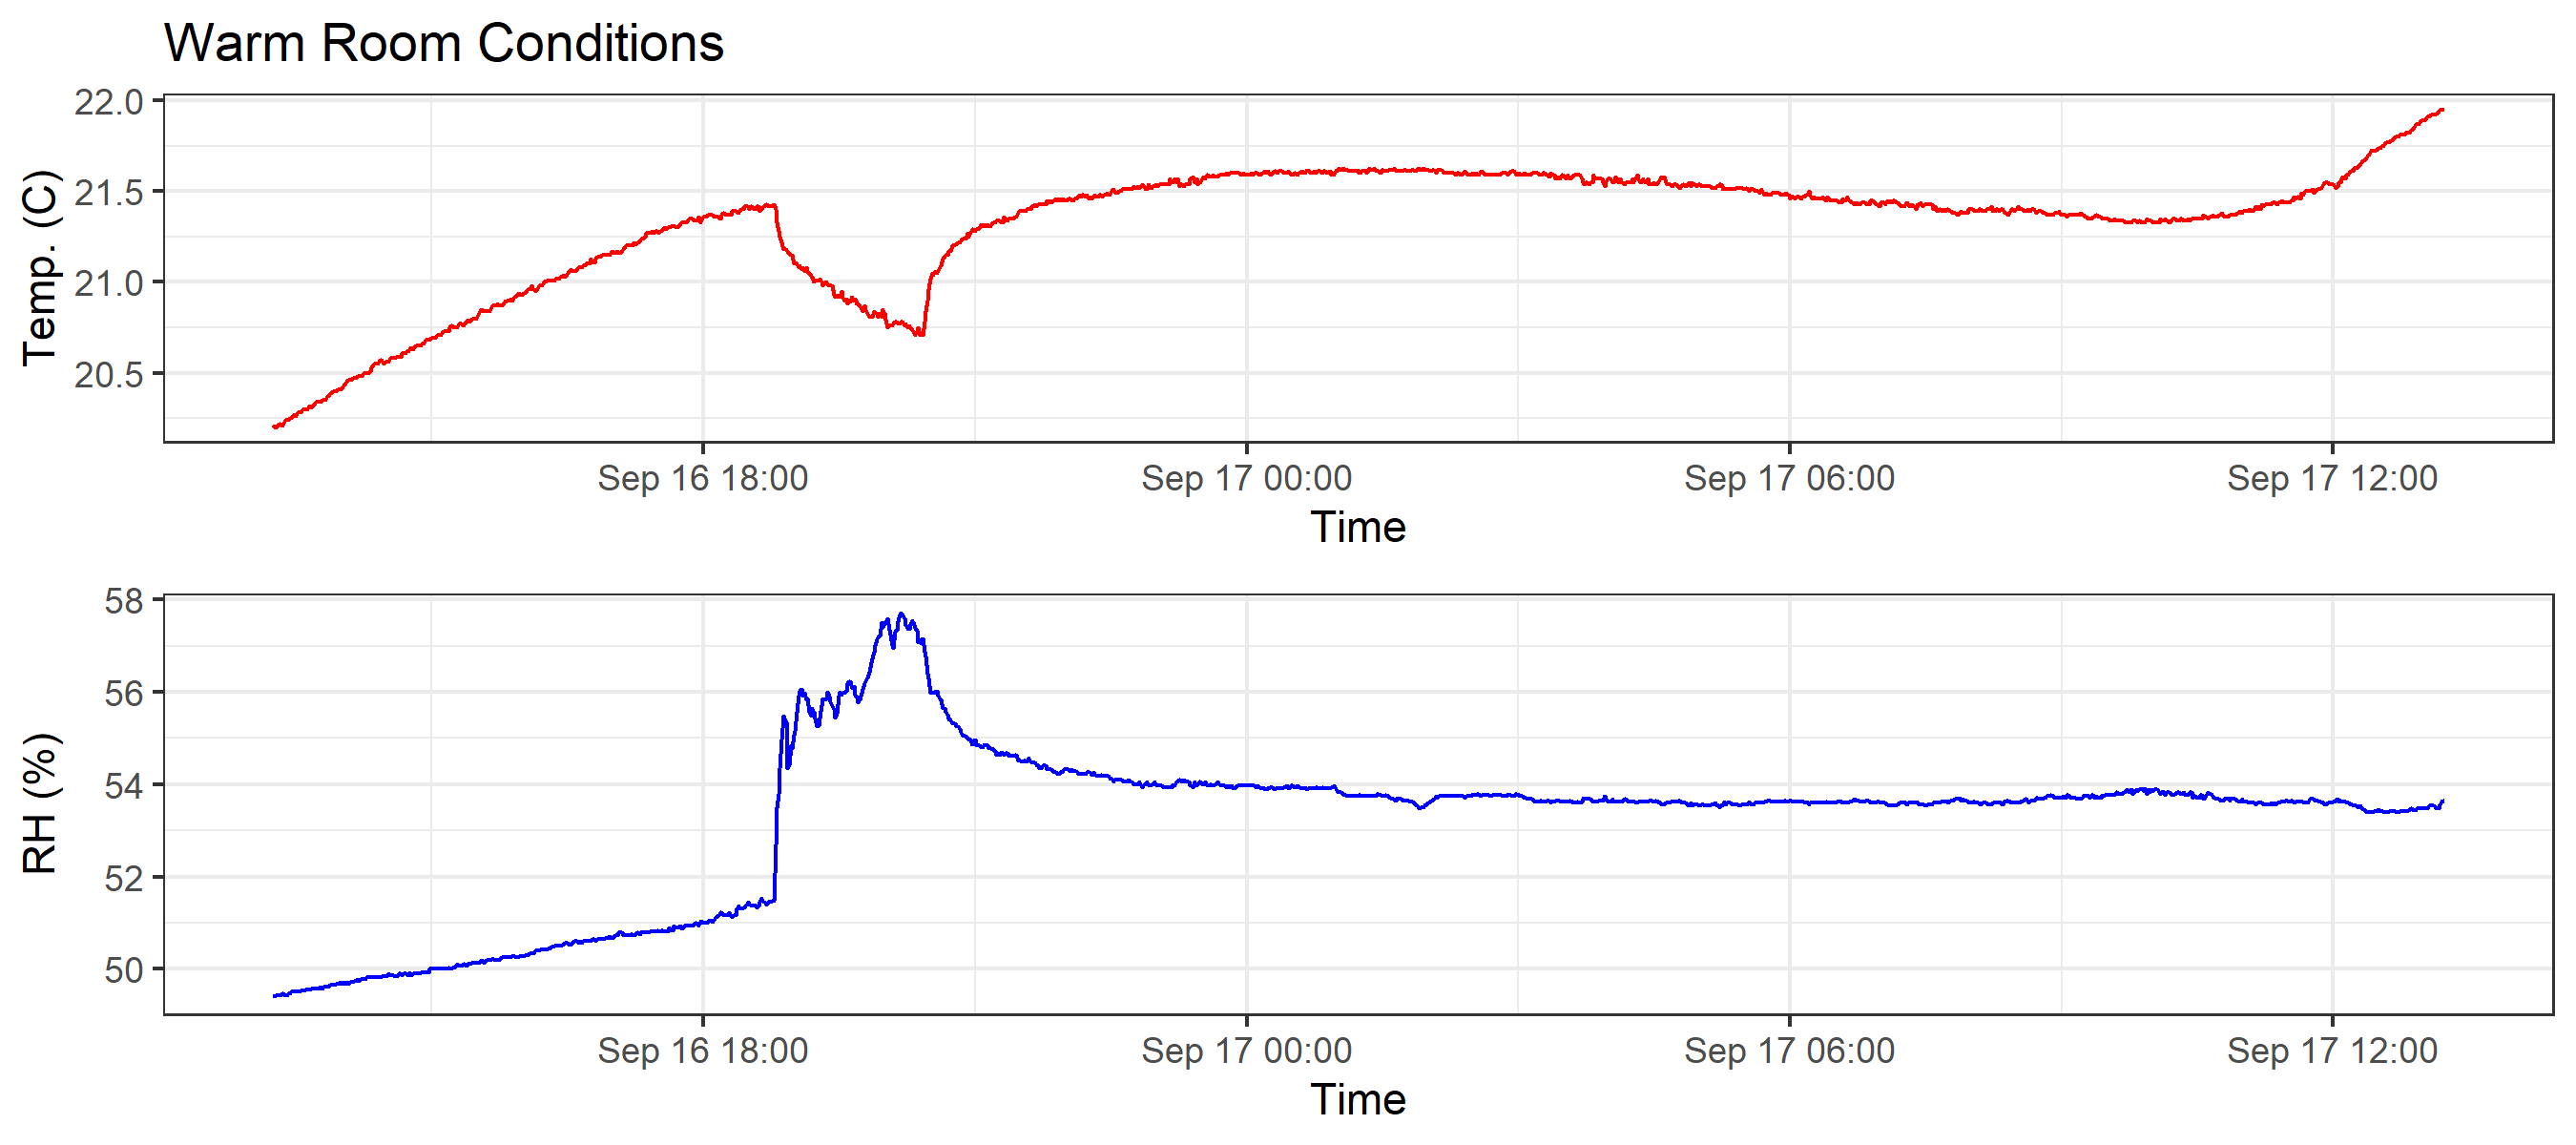 Warm Room Conditions
22.0
21.5
21.0
20.5
Temp. (C)
Sep 16 18:00 Sep 17 00:00 Sep 17 06:00 Sep 17 12:00
Time
58
56
54
52
50
RH (%)
Sep 16 18:00 Sep 17 00:00 Sep 17 06:00 Sep 17 12:00
Time